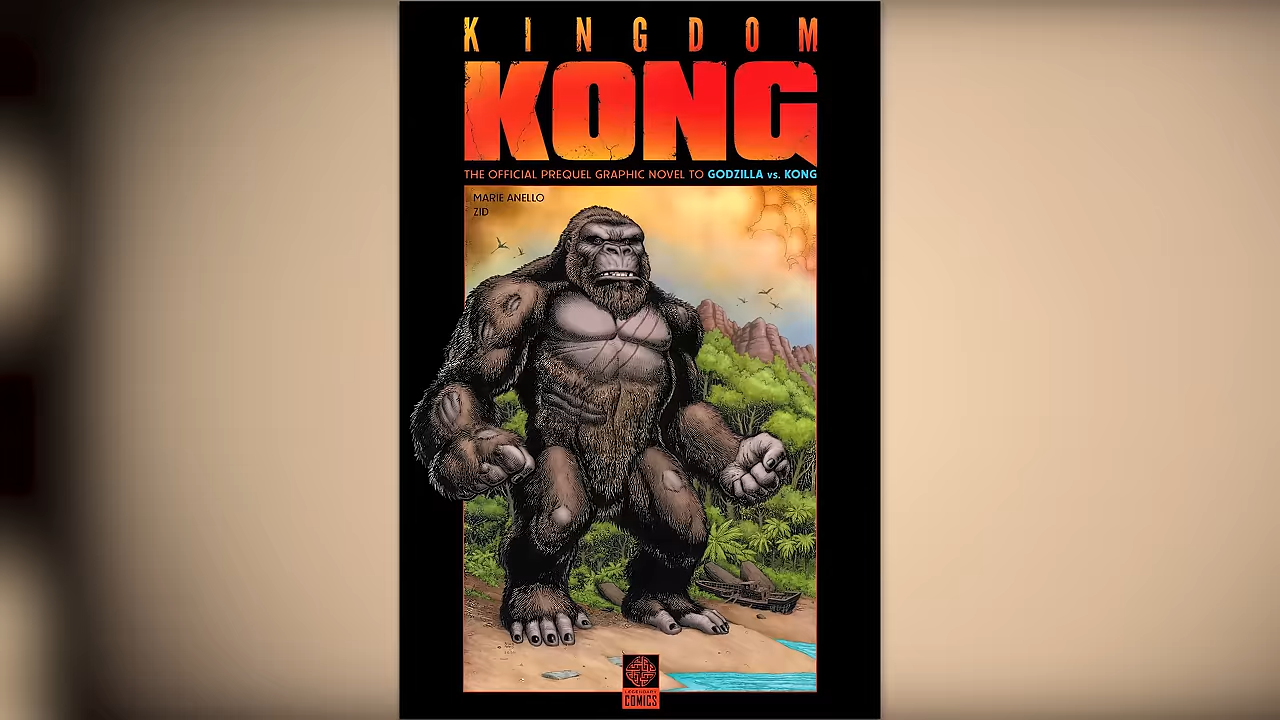 KINGDOM
KONG
THE OFFICIAL PREQUEL GRAPHIC NOVEL TO GODZILLA vs. KONG
MARIE ANELLO
ZID
LEGENDARY
COMICS